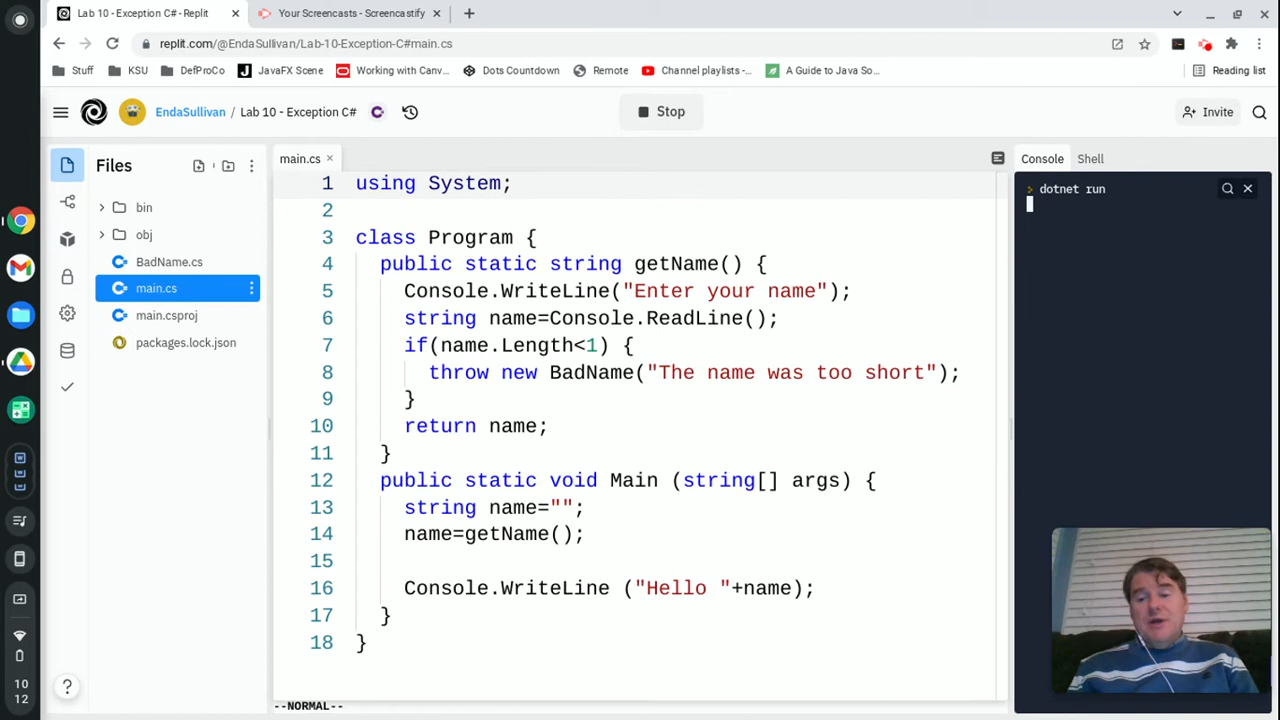 Lab 10 - Exception C# - Replit
Your Screencasts - Screencastify
replit.com/@EndaSullivan/Lab-10-Exception-C#main.cs
Stuff
KSU
DefProCo
JavaFX Scene
Working with Canv...
Dots Countdown
Remote
Channel playlists -...
A Guide to Java So...
Reading list
EndaSullivan / Lab 10 - Exception C#
Stop
Invite
Files
bin
obj
BadName.cs
main.cs
main.csproj
packages.lock.json
main.cs
1 using System;
2
3 class Program {
4 public static string getName() {
5 Console.WriteLine("Enter your name");
6 string name=Console.ReadLine();
7 if(name.Length<1) {
8 throw new BadName("The name was too short");
9 }
10 return name;
11 }
12 public static void Main (string[] args) {
13 string name="";
14 name=getName();
15
16 Console.WriteLine ("Hello "+name);
17 }
18 }
--NORMAL--
Console
Shell
> dotnet run
?
10
12